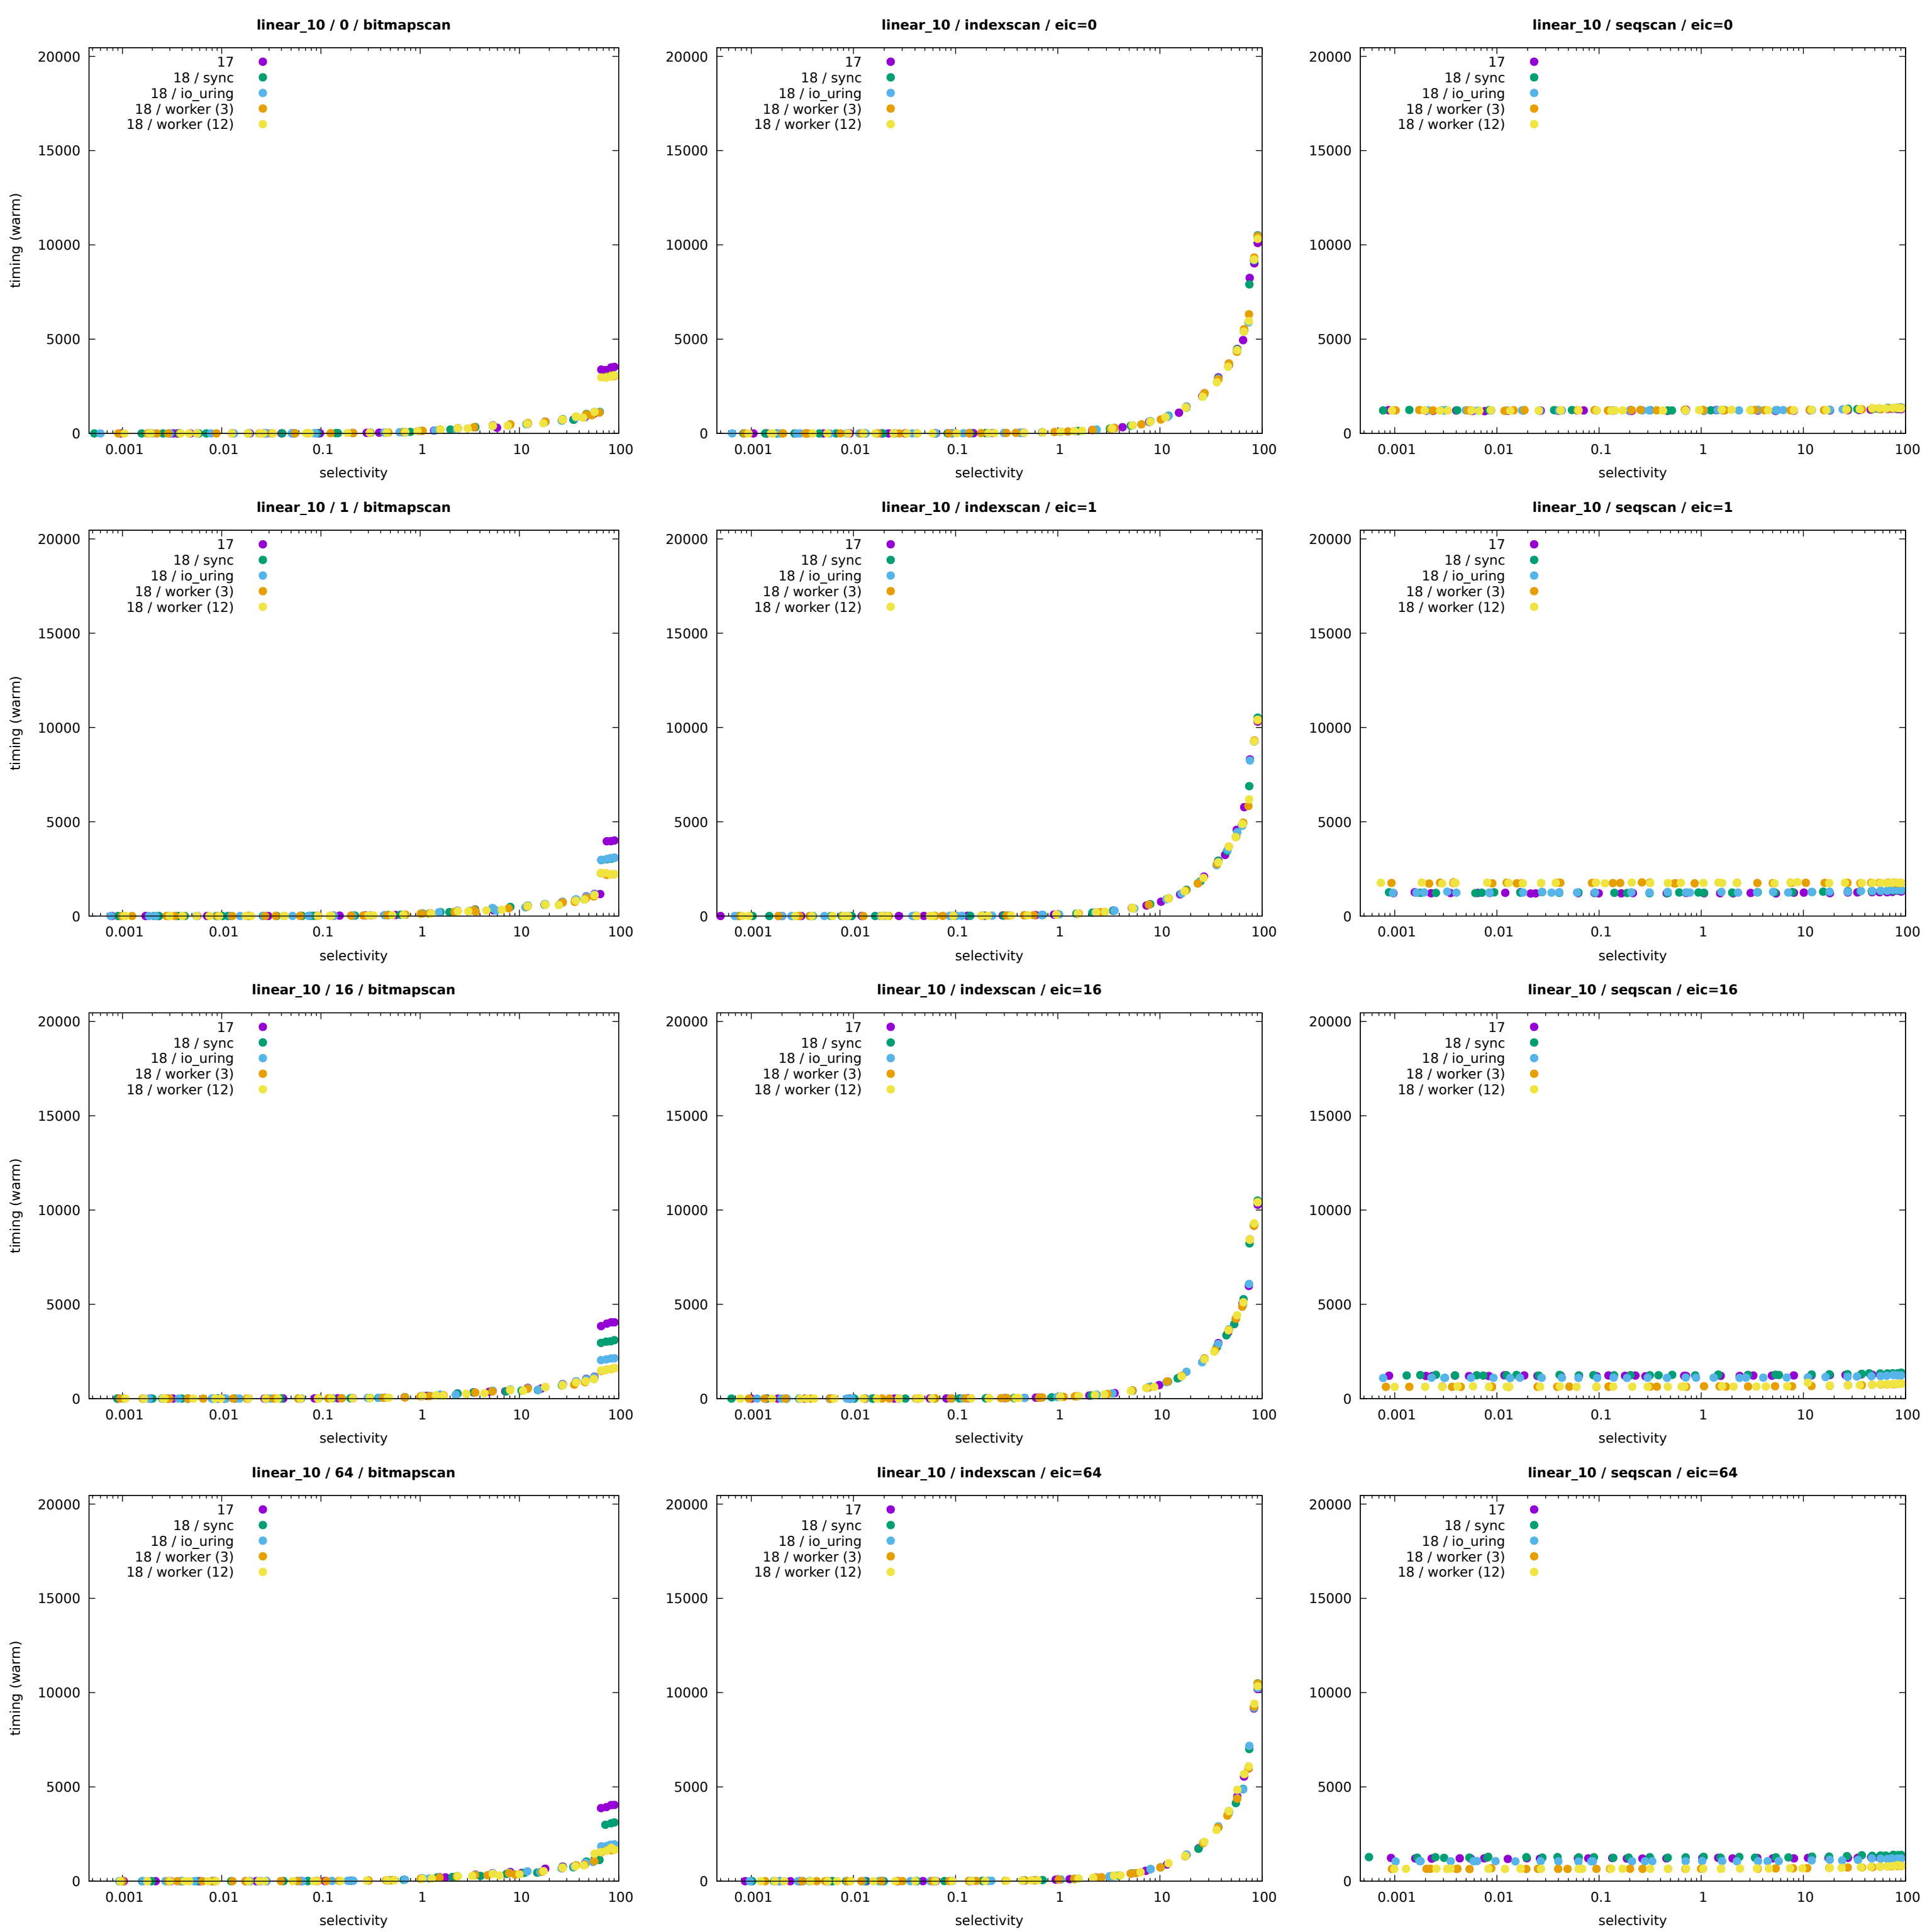 linear_10 / 0 / bitmapscan
timing (warm)
20000
15000
10000
5000
0
17
18 / sync
18 / io_uring
18 / worker (3)
18 / worker (12)
0.001 0.01 0.1 1 10 100
selectivity
linear_10 / indexscan / eic=0
20000
15000
10000
5000
0
17
18 / sync
18 / io_uring
18 / worker (3)
18 / worker (12)
0.001 0.01 0.1 1 10 100
selectivity
linear_10 / seqscan / eic=0
20000
15000
10000
5000
0
17
18 / sync
18 / io_uring
18 / worker (3)
18 / worker (12)
0.001 0.01 0.1 1 10 100
selectivity
linear_10 / 1 / bitmapscan
timing (warm)
20000
15000
10000
5000
0
17
18 / sync
18 / io_uring
18 / worker (3)
18 / worker (12)
0.001 0.01 0.1 1 10 100
selectivity
linear_10 / indexscan / eic=1
20000
15000
10000
5000
0
17
18 / sync
18 / io_uring
18 / worker (3)
18 / worker (12)
0.001 0.01 0.1 1 10 100
selectivity
linear_10 / seqscan / eic=1
20000
15000
10000
5000
0
17
18 / sync
18 / io_uring
18 / worker (3)
18 / worker (12)
0.001 0.01 0.1 1 10 100
selectivity
linear_10 / 16 / bitmapscan
timing (warm)
20000
15000
10000
5000
0
17
18 / sync
18 / io_uring
18 / worker (3)
18 / worker (12)
0.001 0.01 0.1 1 10 100
selectivity
linear_10 / indexscan / eic=16
20000
15000
10000
5000
0
17
18 / sync
18 / io_uring
18 / worker (3)
18 / worker (12)
0.001 0.01 0.1 1 10 100
selectivity
linear_10 / seqscan / eic=16
20000
15000
10000
5000
0
17
18 / sync
18 / io_uring
18 / worker (3)
18 / worker (12)
0.001 0.01 0.1 1 10 100
selectivity
linear_10 / 64 / bitmapscan
timing (warm)
20000
15000
10000
5000
0
17
18 / sync
18 / io_uring
18 / worker (3)
18 / worker (12)
0.001 0.01 0.1 1 10 100
selectivity
linear_10 / indexscan / eic=64
20000
15000
10000
5000
0
17
18 / sync
18 / io_uring
18 / worker (3)
18 / worker (12)
0.001 0.01 0.1 1 10 100
selectivity
linear_10 / seqscan / eic=64
20000
15000
10000
5000
0
17
18 / sync
18 / io_uring
18 / worker (3)
18 / worker (12)
0.001 0.01 0.1 1 10 100
selectivity